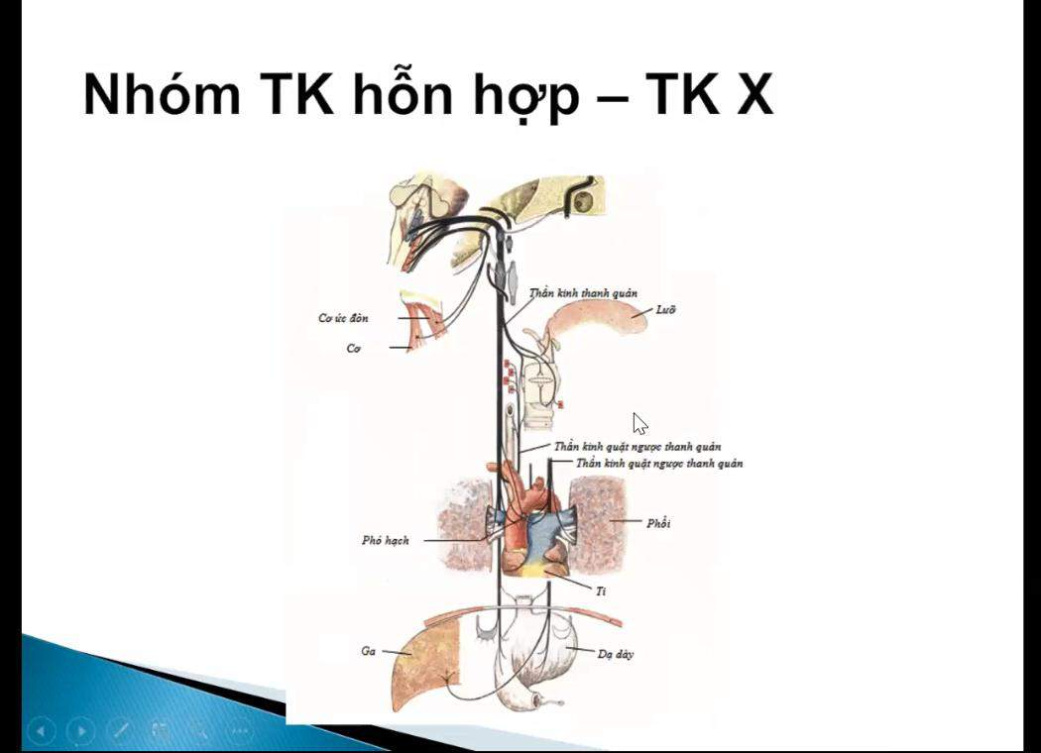 Nhóm TK hỗn hợp – TK X
Thần kinh thanh quản
Lưỡi
Cơ ức đòn
Cơ
Thần kinh quặt ngược thanh quản
Thần kinh quặt ngược thanh quản
Phổi
Phó hạch
Ti
Ga
Dạ dày